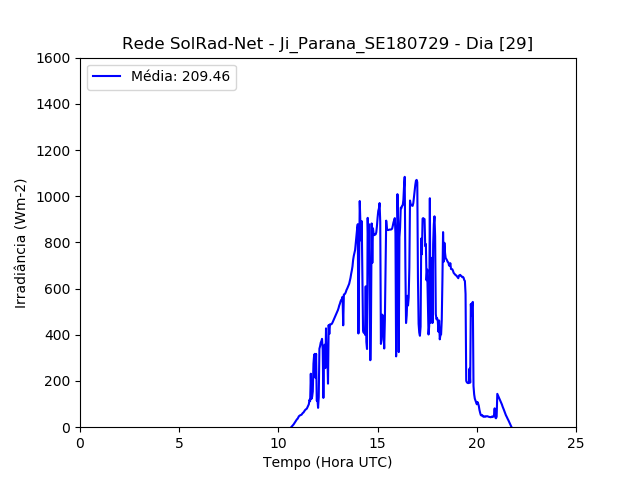 Rede SolRad-Net - Ji_Parana_SE180729 - Dia [29]
Média: 209.46
1600
1400
1200
1000
800
600
400
200
0
Irradiância (Wm-2)
0 5 10 15 20 25
Tempo (Hora UTC)